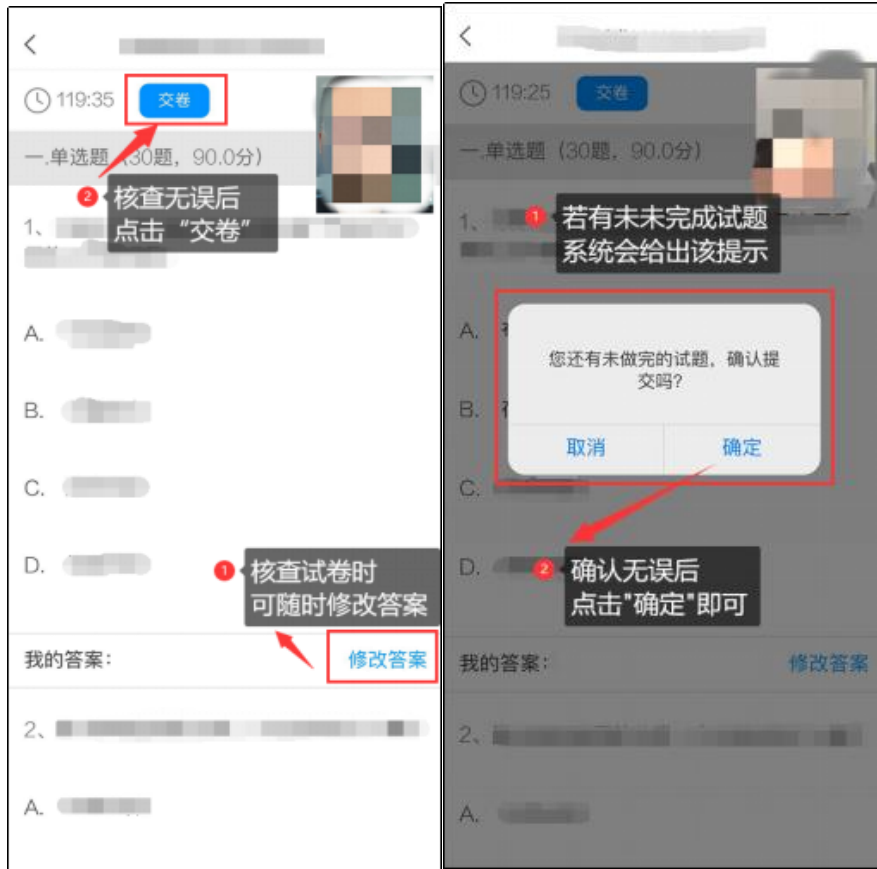 119:35
交卷
一.单选题（30题，90.0分）
2
核查无误后
点击“交卷”
1、
A.
B.
C.
D.
1
核查试卷时
可随时修改答案
我的答案：
修改答案
2、
A.
119:25
交卷
一.单选题（30题，90.0分）
1、
1
若有未未完成试题
系统会给出该提示
A.
您还有未做完的试题，确认提
交吗？
B.
取消
确定
C.
D.
2
确认无误后
点击"确定"即可
我的答案：
修改答案
2、
A.